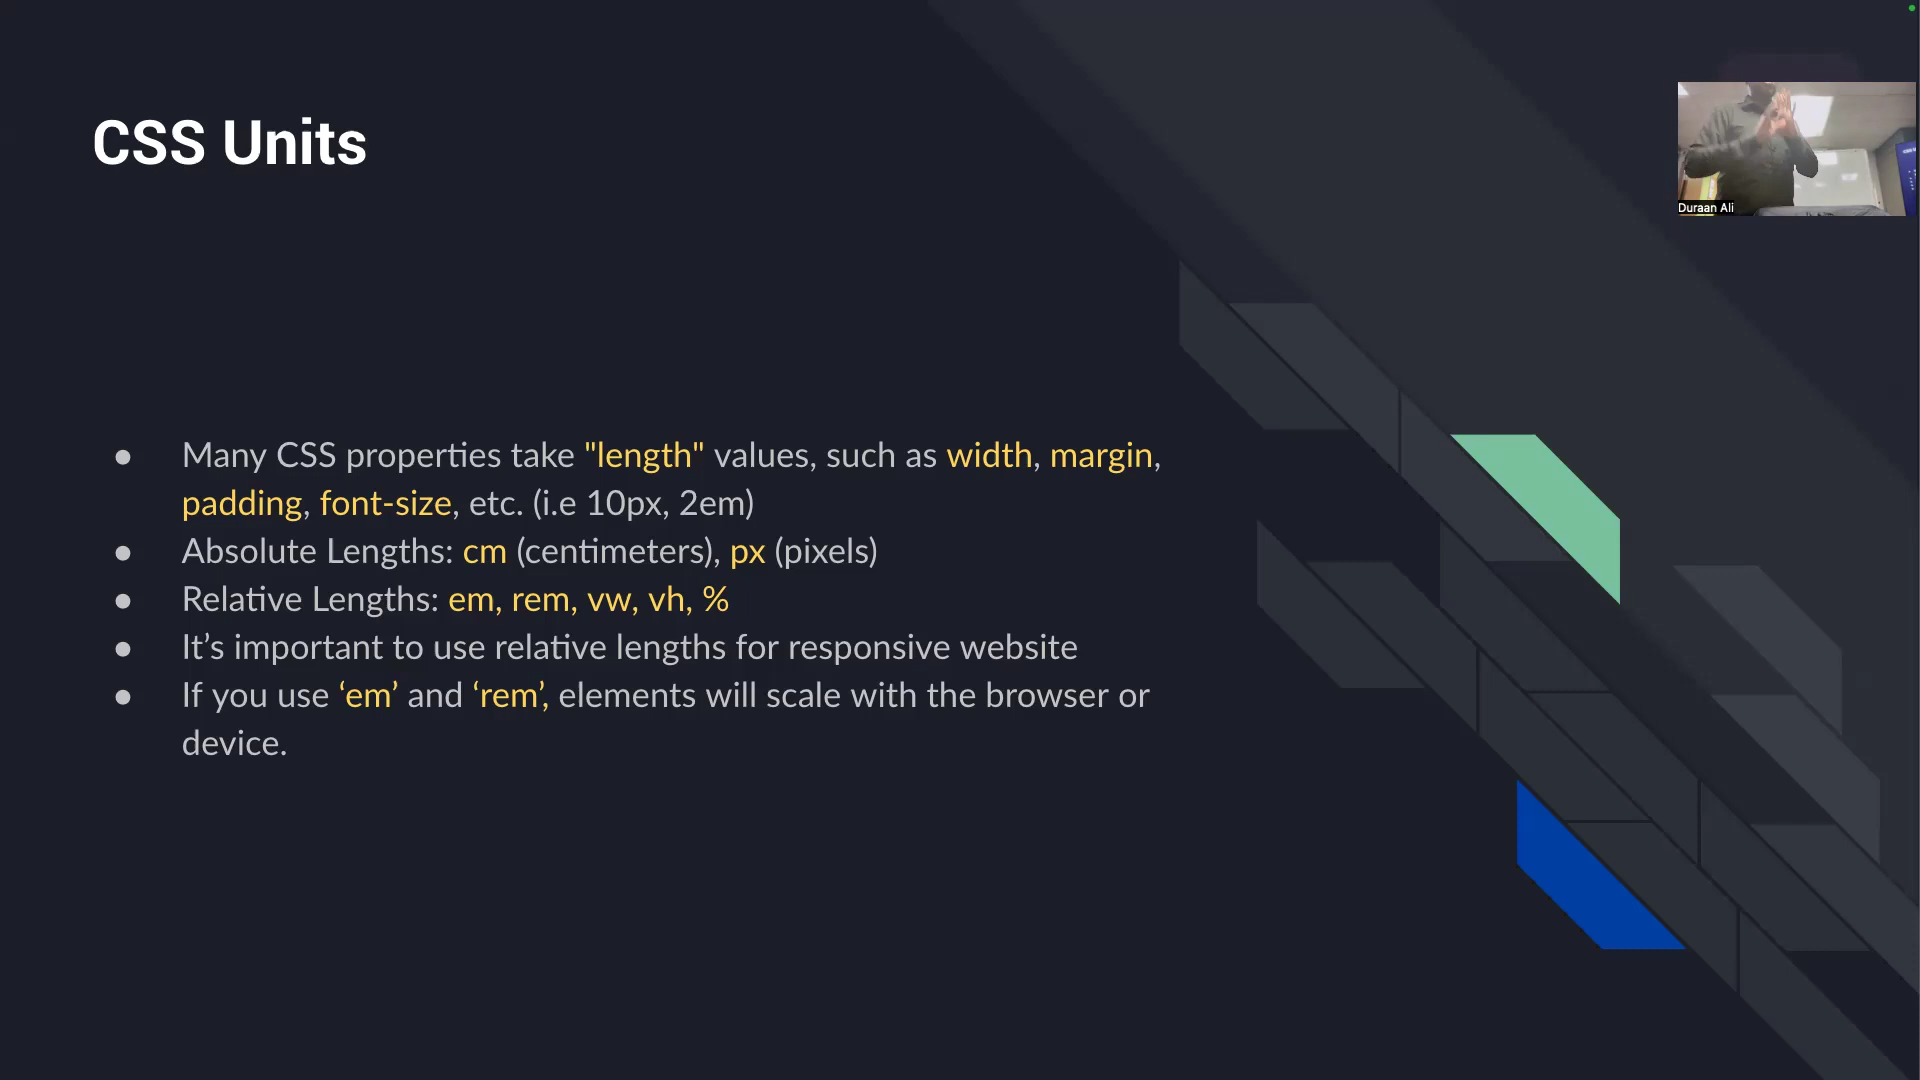 CSS Units
Duraan Ali
● Many CSS properties take "length" values, such as width, margin,
padding, font-size, etc. (i.e 10px, 2em)
● Absolute Lengths: cm (centimeters), px (pixels)
● Relative Lengths: em, rem, vw, vh, %
● It’s important to use relative lengths for responsive website
● If you use ‘em’ and ‘rem’, elements will scale with the browser or
device.